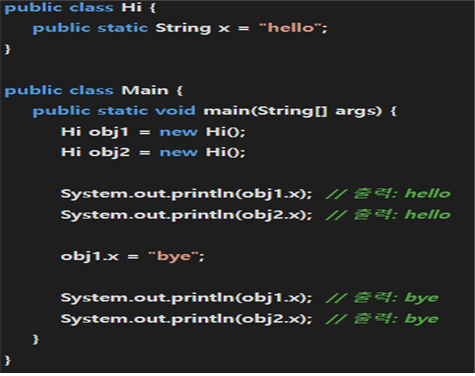 public class Hi {
    public static String x = "hello";
}

public class Main {
    public static void main(String[] args) {
        Hi obj1 = new Hi();
        Hi obj2 = new Hi();

        System.out.println(obj1.x);  // 출력: hello
        System.out.println(obj2.x);  // 출력: hello

        obj1.x = "bye";

        System.out.println(obj1.x);  // 출력: bye
        System.out.println(obj2.x);  // 출력: bye
    }
}